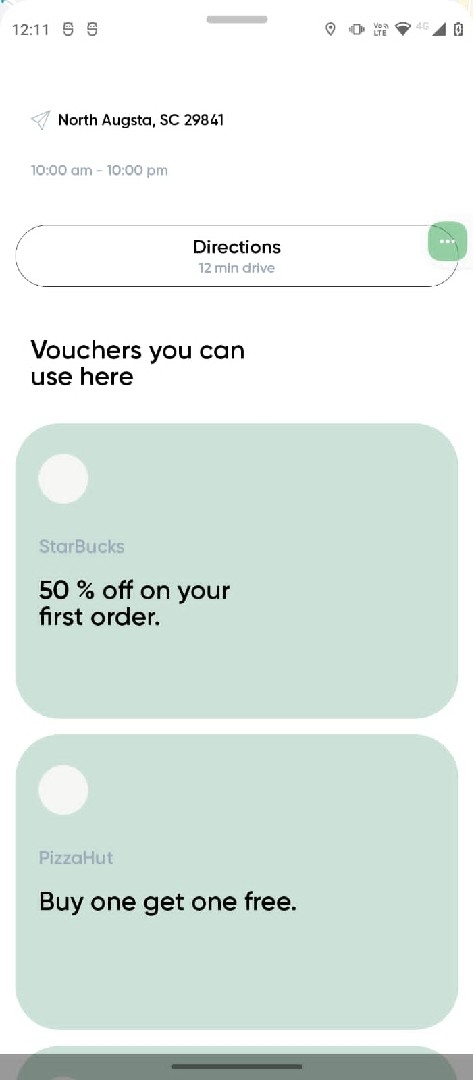 12:11
Vo))
LTE
4G
North Augsta, SC 29841
10:00 am - 10:00 pm
Directions
12 min drive
Vouchers you can
use here
StarBucks
50 % off on your
first order.
PizzaHut
Buy one get one free.